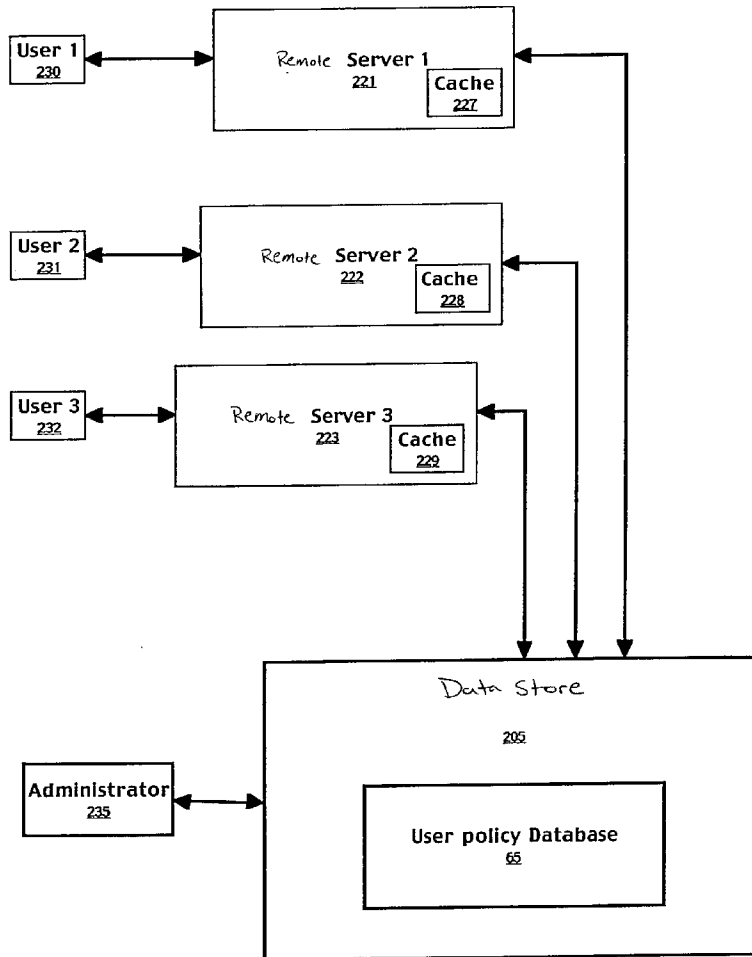 User 1
230
Remote Server 1
221
Cache
227
User 2
231
Remote Server 2
222
Cache
228
User 3
232
Remote Server 3
223
Cache
229
Data Store
205
Administrator
235
User policy Database
65